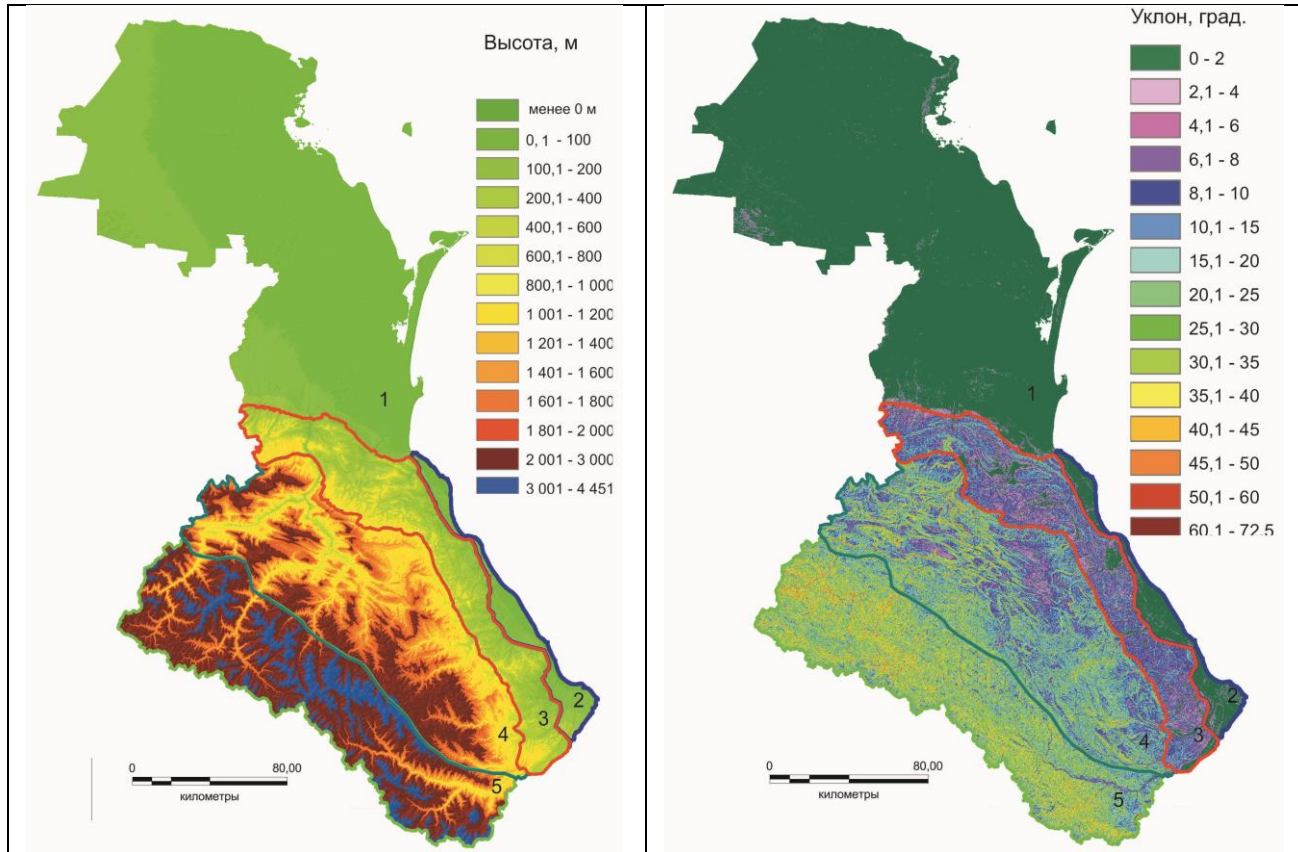 Высота, м
менее 0 м
0, 1 - 100
100,1 - 200
200,1 - 400
400,1 - 600
600,1 - 800
800,1 - 1 000
1 001 - 1 200
1 201 - 1 400
1 401 - 1 600
1 601 - 1 800
1 801 - 2 000
2 001 - 3 000
3 001 - 4 451
1
2
3
4
5
0 80,00
километры
Уклон, град.
0 - 2
2,1 - 4
4,1 - 6
6,1 - 8
8,1 - 10
10,1 - 15
15,1 - 20
20,1 - 25
25,1 - 30
30,1 - 35
35,1 - 40
40,1 - 45
45,1 - 50
50,1 - 60
60,1 - 72,5
1
2
3
4
5
0 80,00
километры